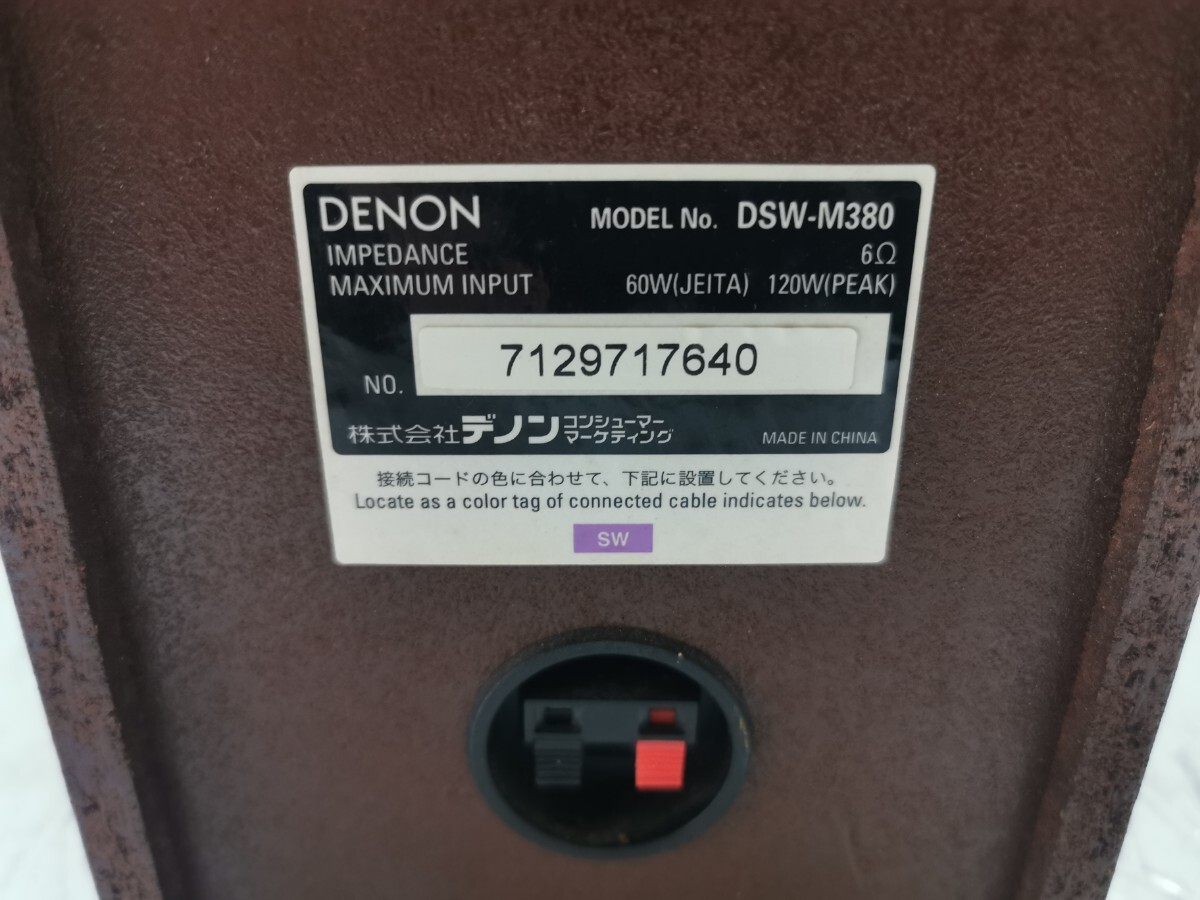 DENON MODEL No. DSW-M380
IMPEDANCE 6Ω
MAXIMUM INPUT 60W(JEITA) 120W(PEAK)
NO. 7129717640
株式会社デノン コンシューマー マーケティング MADE IN CHINA
接続コードの色に合わせて、下記に設置してください。
Locate as a color tag of connected cable indicates below.
SW